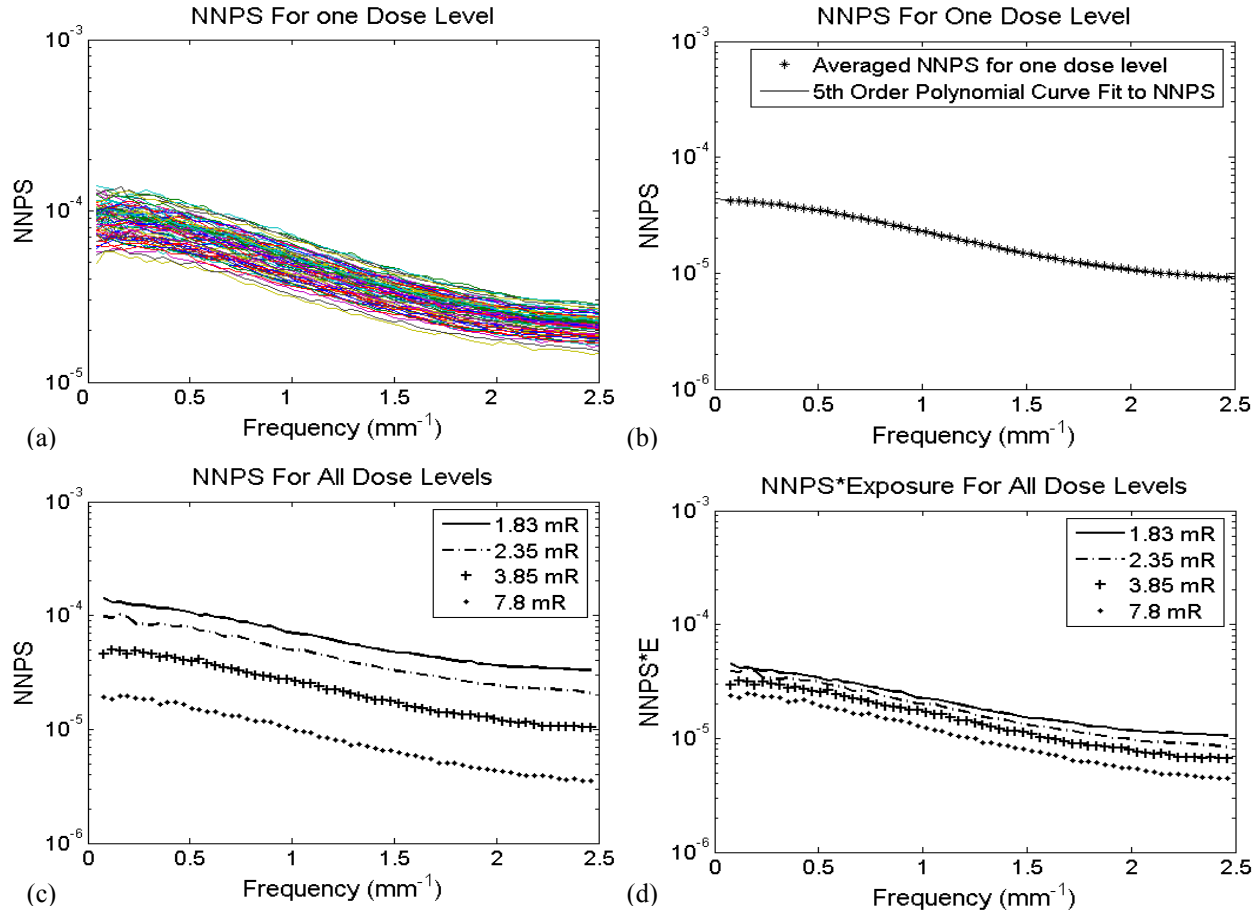 NNPS For one Dose Level
10^-3
10^-4
10^-5
NNPS
0 0.5 1 1.5 2 2.5
Frequency (mm^-1)
(a)
NNPS For One Dose Level
Averaged NNPS for one dose level
5th Order Polynomial Curve Fit to NNPS
10^-3
10^-4
10^-5
10^-6
NNPS
0 0.5 1 1.5 2 2.5
Frequency (mm^-1)
(b)
NNPS For All Dose Levels
1.83 mR
2.35 mR
3.85 mR
7.8 mR
10^-3
10^-4
10^-5
10^-6
NNPS
0 0.5 1 1.5 2 2.5
Frequency (mm^-1)
(c)
NNPS*Exposure For All Dose Levels
1.83 mR
2.35 mR
3.85 mR
7.8 mR
10^-3
10^-4
10^-5
10^-6
NNPS*E
0 0.5 1 1.5 2 2.5
Frequency (mm^-1)
(d)